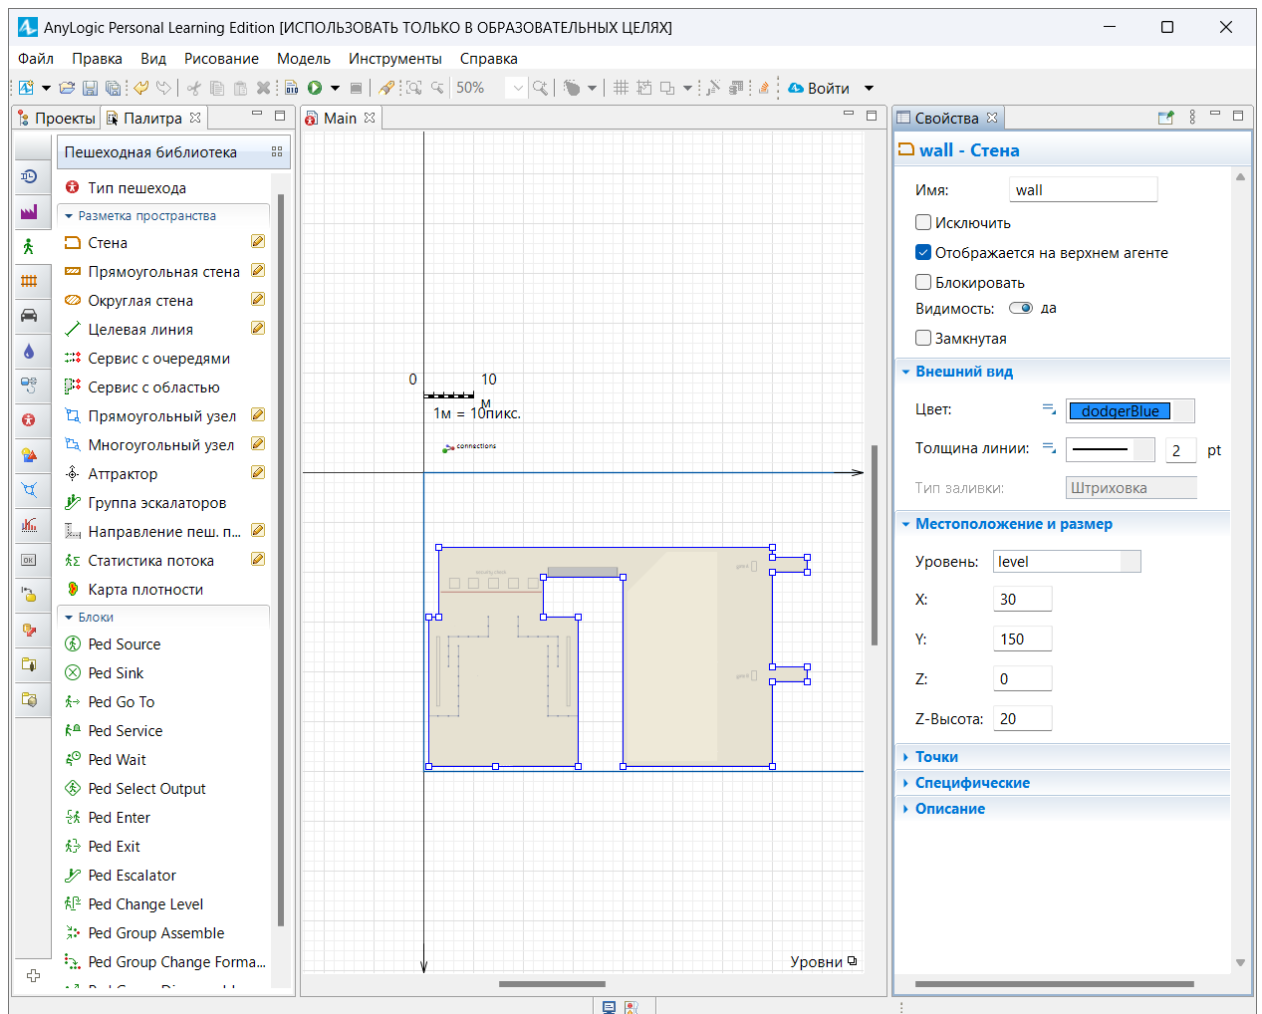 AnyLogic Personal Learning Edition [ИСПОЛЬЗОВАТЬ ТОЛЬКО В ОБРАЗОВАТЕЛЬНЫХ ЦЕЛЯХ]
Файл Правка Вид Рисование Модель Инструменты Справка
50% Войти
Проекты Палитра
Пешеходная библиотека
Тип пешехода
Разметка пространства
Стена
Прямоугольная стена
Округлая стена
Целевая линия
Сервис с очередями
Сервис с областью
Прямоугольный узел
Многоугольный узел
Аттрактор
Группа эскалаторов
Направление пеш. п...
Статистика потока
Карта плотности
Блоки
Ped Source
Ped Sink
Ped Go To
Ped Service
Ped Wait
Ped Select Output
Ped Enter
Ped Exit
Ped Escalator
Ped Change Level
Ped Group Assemble
Ped Group Change Forma...
OK
Main
0 10
м
1м = 10пикс.
connections
Уровни
Свойства
wall - Стена
Имя: wall
Исключить
Отображается на верхнем агенте
Блокировать
Видимость: да
Замкнутая
Внешний вид
Цвет: dodgerBlue
Толщина линии: 2 pt
Тип заливки: Штриховка
Местоположение и размер
Уровень: level
X: 30
Y: 150
Z: 0
Z-Высота: 20
Точки
Специфические
Описание